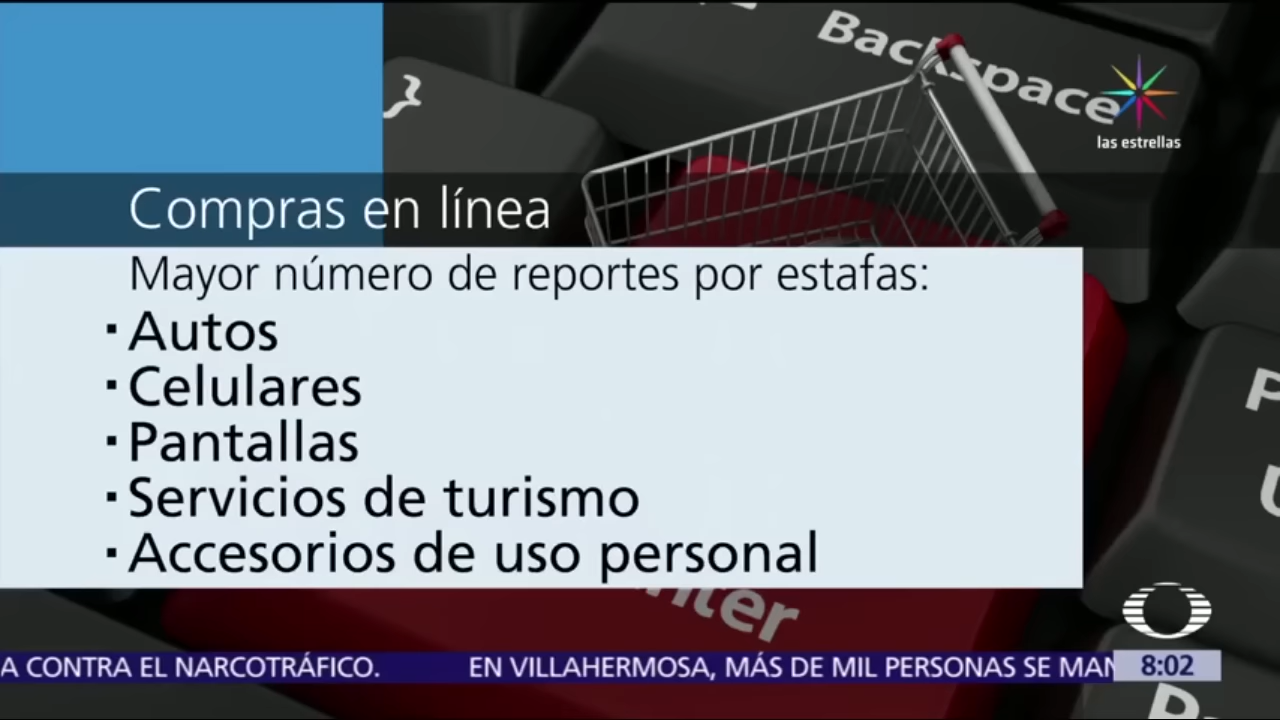 Backspace
}
las estrellas
Compras en línea
Mayor número de reportes por estafas:
· Autos
· Celulares
· Pantallas
· Servicios de turismo
· Accesorios de uso personal
nter
A CONTRA EL NARCOTRÁFICO. EN VILLAHERMOSA, MÁS DE MIL PERSONAS SE MAN
8:02